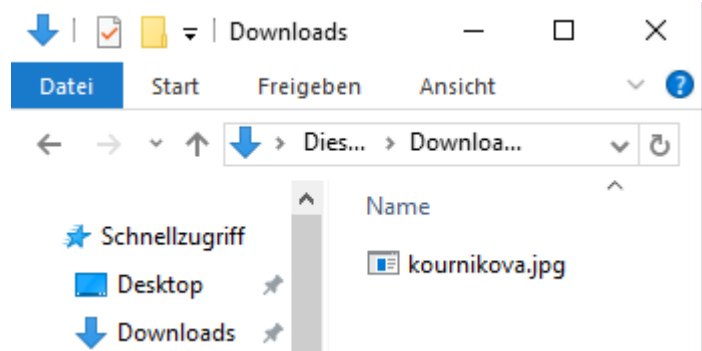 Downloads
Datei Start Freigeben Ansicht ?
Dies... Downloa...
Name
Schnellzugriff
kournikova.jpg
Desktop
Downloads